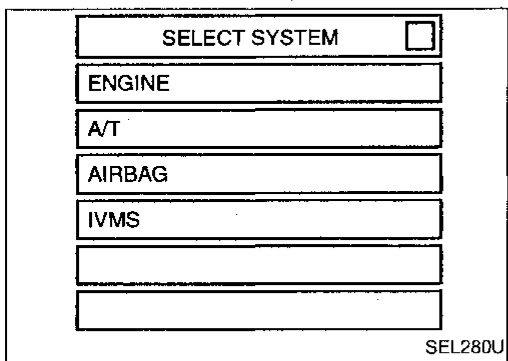 SELECT SYSTEM
ENGINE
A/T
AIRBAG
IVMS
SEL280U